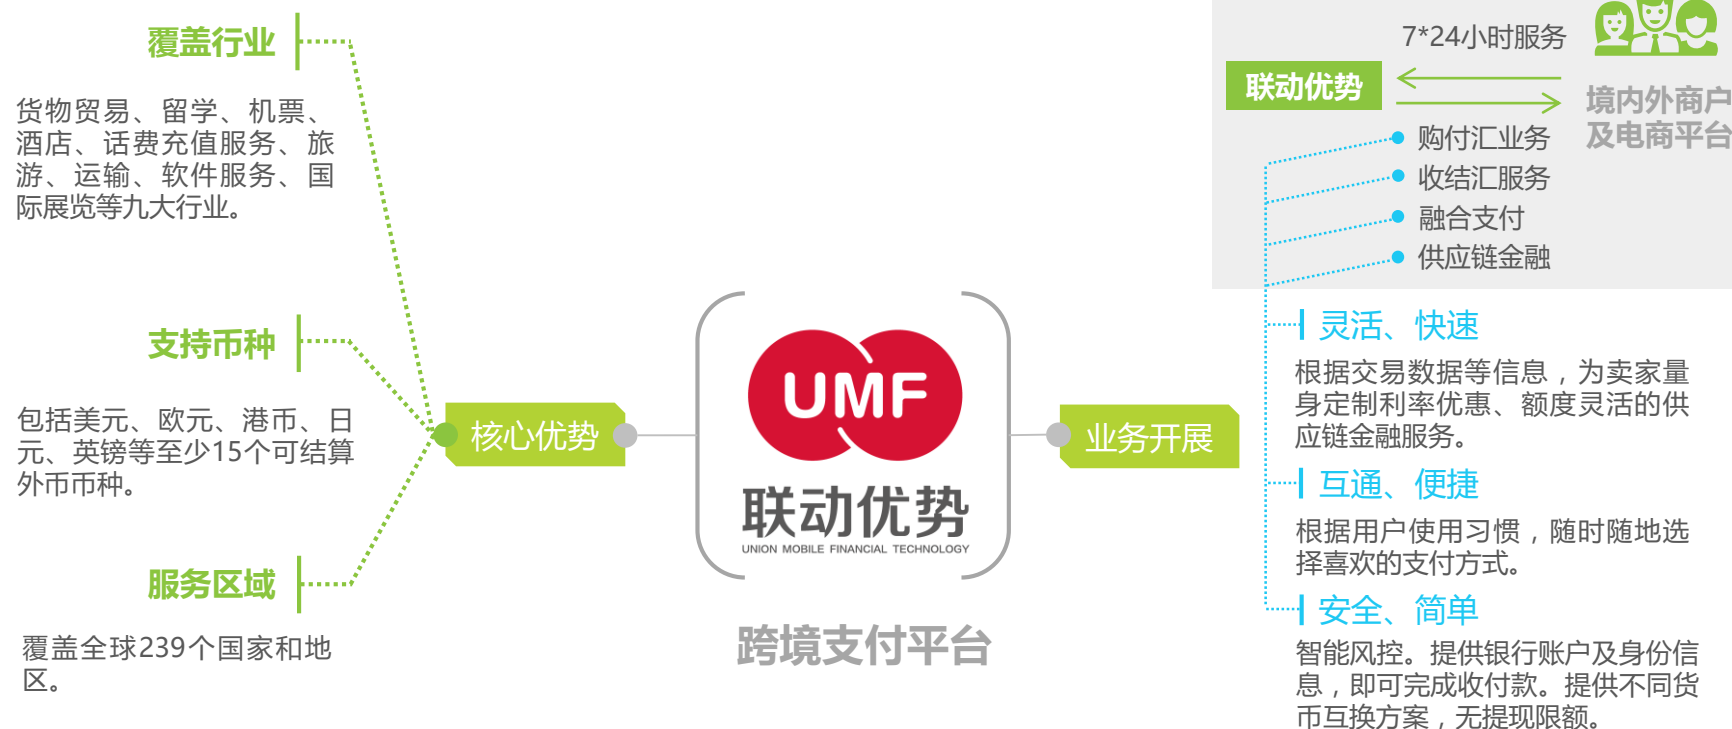 覆盖行业
货物贸易、留学、机票、
酒店、话费充值服务、旅
游、运输、软件服务、国
际展览等九大行业。
支持币种
包括美元、欧元、港币、日
元、英镑等至少15个可结算
外币币种。
服务区域
覆盖全球239个国家和地
区。
核心优势
UMF
联动优势
UNION MOBILE FINANCIAL TECHNOLOGY
跨境支付平台
业务开展
7*24小时服务
联动优势
境内外商户
及电商平台
购付汇业务
收结汇服务
融合支付
供应链金融
灵活、快速
根据交易数据等信息，为卖家量
身定制利率优惠、额度灵活的供
应链金融服务。
互通、便捷
根据用户使用习惯，随时随地选
择喜欢的支付方式。
安全、简单
智能风控。提供银行账户及身份信
息，即可完成收付款。提供不同货
币互换方案，无提现限额。